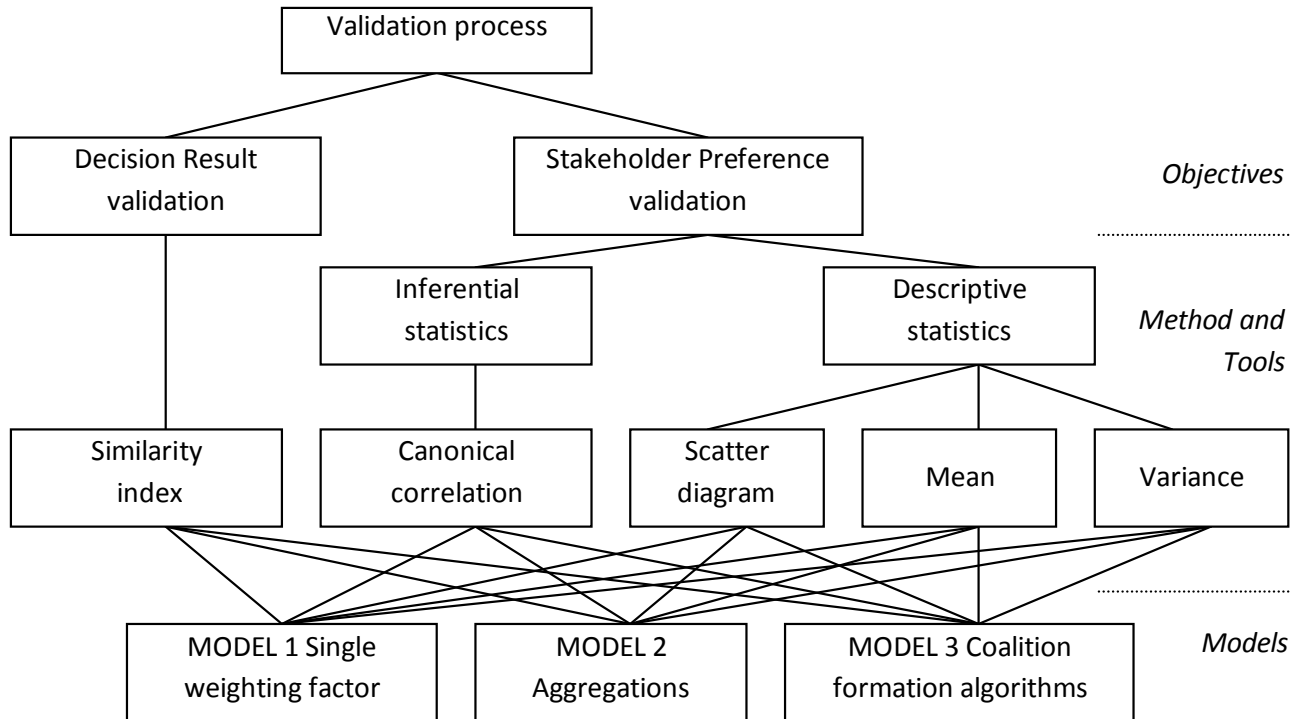 Validation process
Decision Result
validation
Stakeholder Preference
validation
Objectives
Inferential
statistics
Descriptive
statistics
Method and
Tools
Similarity
index
Canonical
correlation
Scatter
diagram
Mean
Variance
MODEL 1 Single
weighting factor
MODEL 2
Aggregations
MODEL 3 Coalition
formation algorithms
Models